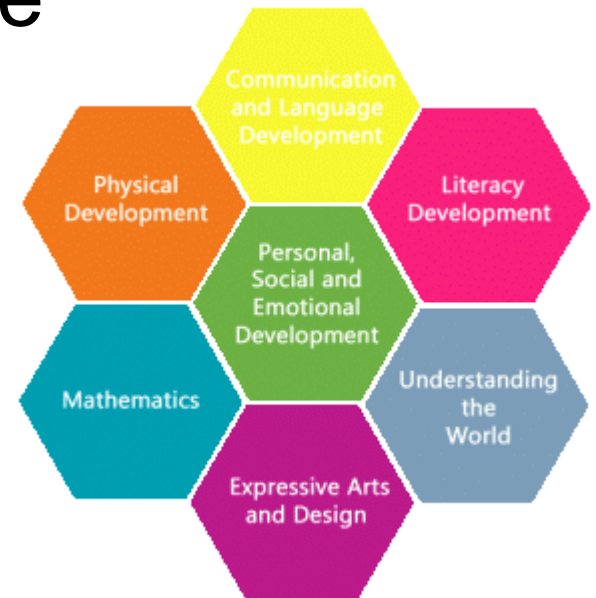 e
Communication
and Language
Development
Physical
Development
Literacy
Development
Personal,
Social and
Emotional
Development
Mathematics
Understanding
the
World
Expressive Arts
and Design